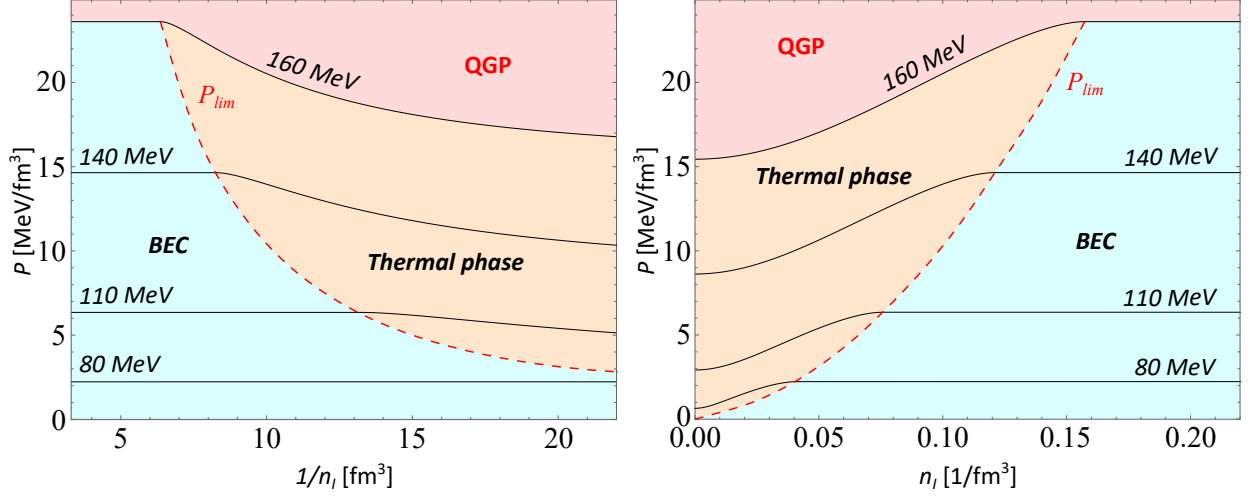 QGP
160 MeV
P_lim
140 MeV
BEC
Thermal phase
110 MeV
80 MeV
0
5
10
15
20
5
10
15
20
P [MeV/fm³]
1/n_I [fm³]
QGP
160 MeV
P_lim
Thermal phase
140 MeV
BEC
110 MeV
80 MeV
0
5
10
15
20
0.00
0.05
0.10
0.15
0.20
P [MeV/fm³]
n_I [1/fm³]